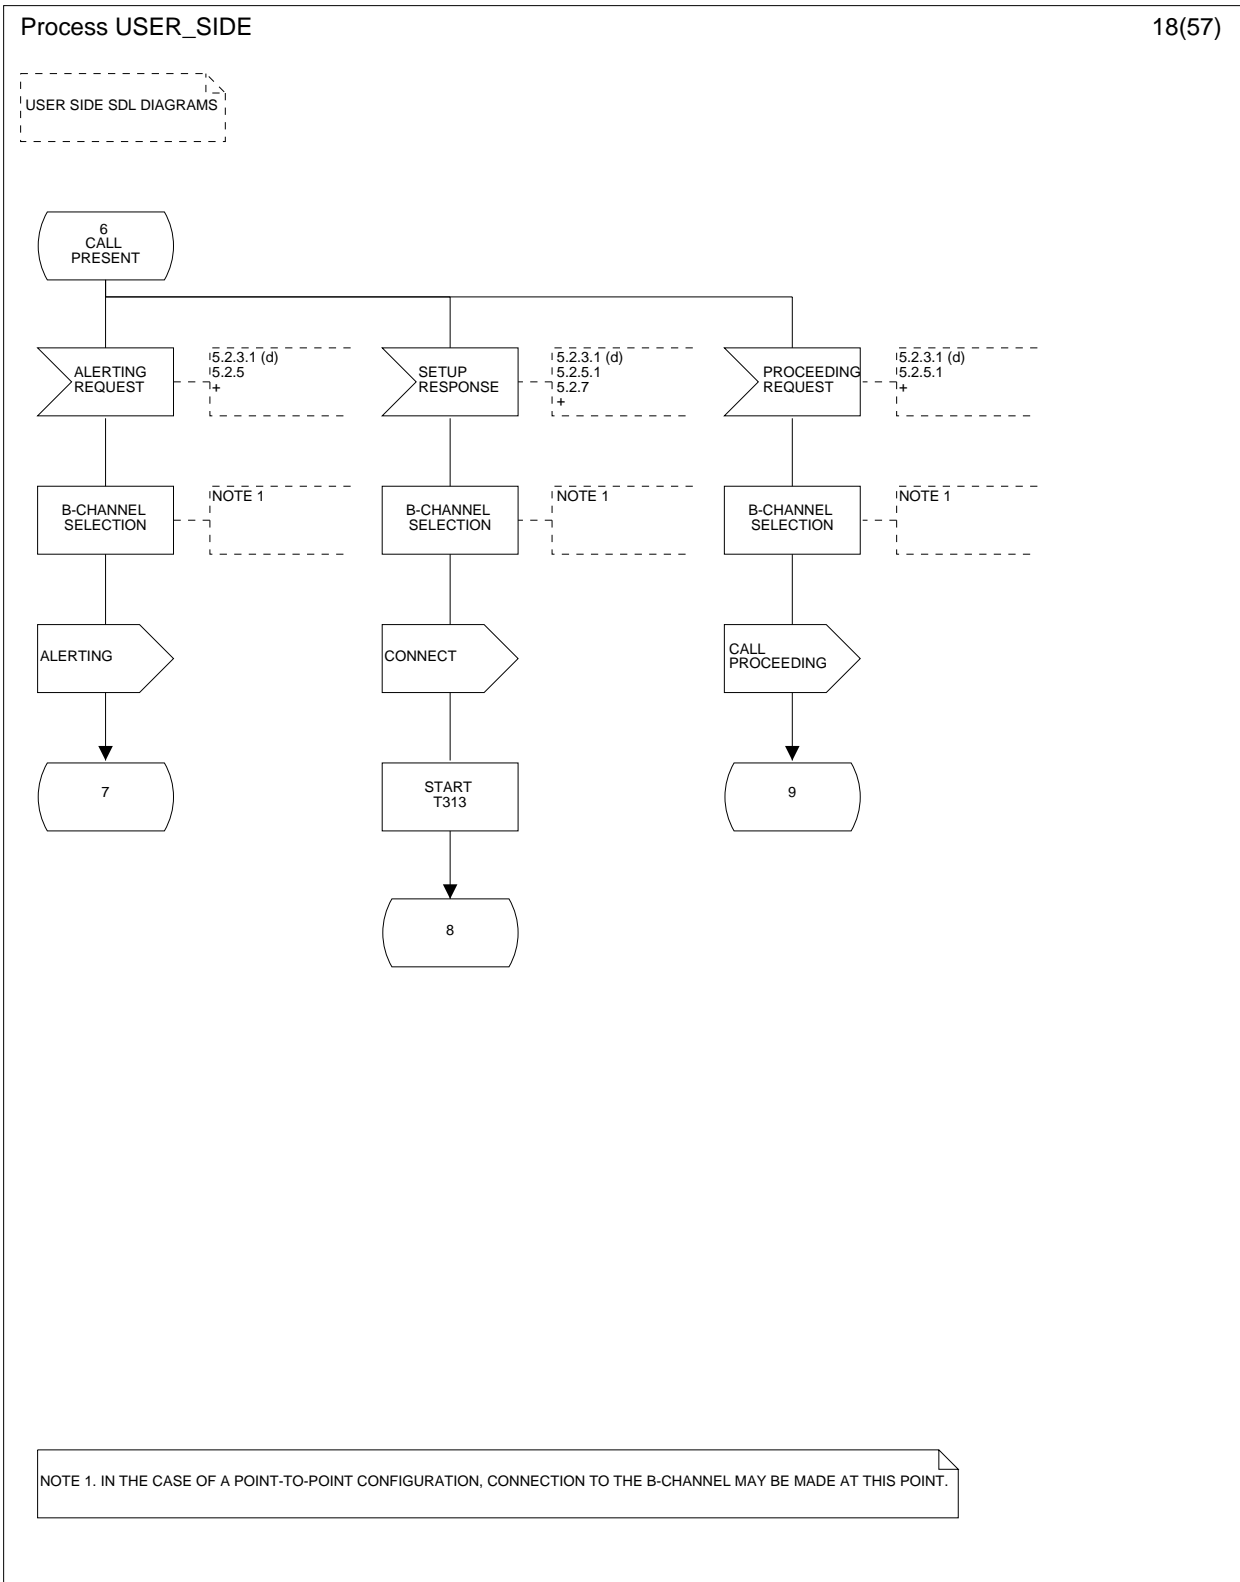 Process USER_SIDE
18(57)
USER SIDE SDL DIAGRAMS
6
CALL
PRESENT
ALERTING
REQUEST
5.2.3.1 (d)
5.2.5
+
SETUP
RESPONSE
5.2.3.1 (d)
5.2.5.1
5.2.7
+
PROCEEDING
REQUEST
5.2.3.1 (d)
5.2.5.1
+
B-CHANNEL
SELECTION
NOTE 1
B-CHANNEL
SELECTION
NOTE 1
B-CHANNEL
SELECTION
NOTE 1
ALERTING
CONNECT
CALL
PROCEEDING
7
START
T313
9
8
NOTE 1. IN THE CASE OF A POINT-TO-POINT CONFIGURATION, CONNECTION TO THE B-CHANNEL MAY BE MADE AT THIS POINT.